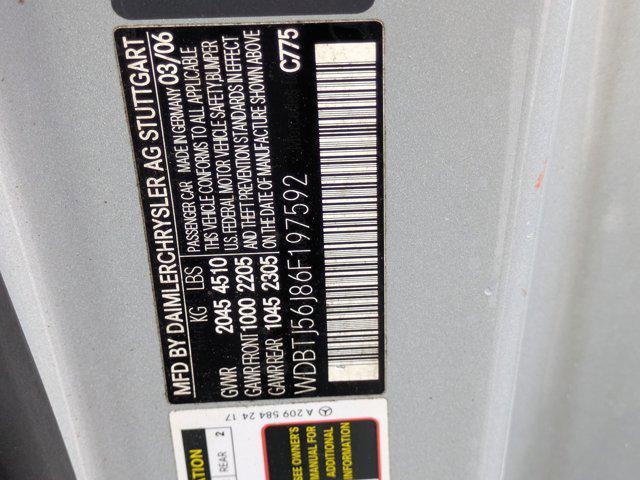 MFD BY DAIMLERCHRYSLER AG STUTTGART
KG LBS PASSENGER CAR MADE IN GERMANY 03/06
GVWR 2045 4510
GAWR FRONT 1000 2205
GAWR REAR 1045 2305
THIS VEHICLE CONFORMS TO ALL APPLICABLE
U.S. FEDERAL MOTOR VEHICLE SAFETY, BUMPER
AND THEFT PREVENTION STANDARDS IN EFFECT
ON THE DATE OF MANUFACTURE SHOWN ABOVE
C775
WDBTJ56J86F197592
A 209 584 24 17
REAR 2
SEE OWNER'S
MANUAL FOR
ADDITIONAL
INFORMATION